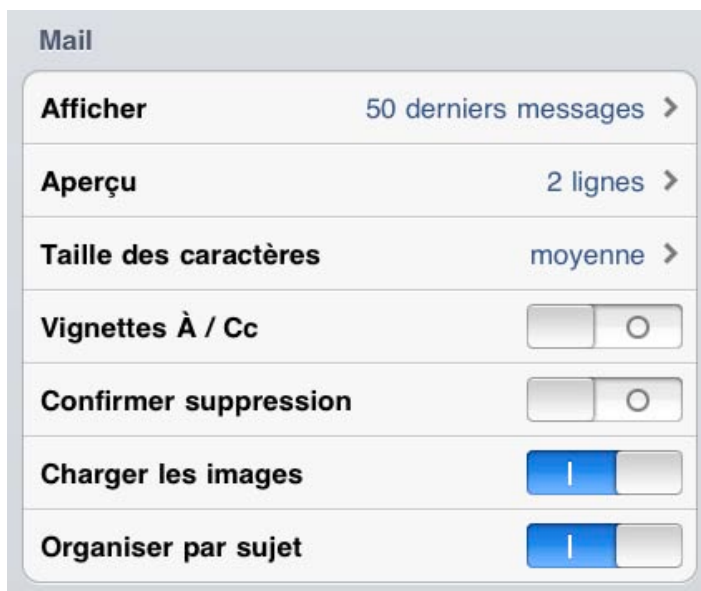 Mail
Afficher 50 derniers messages
Aperçu 2 lignes
Taille des caractères moyenne
Vignettes À / Cc
Confirmer suppression
Charger les images
Organiser par sujet